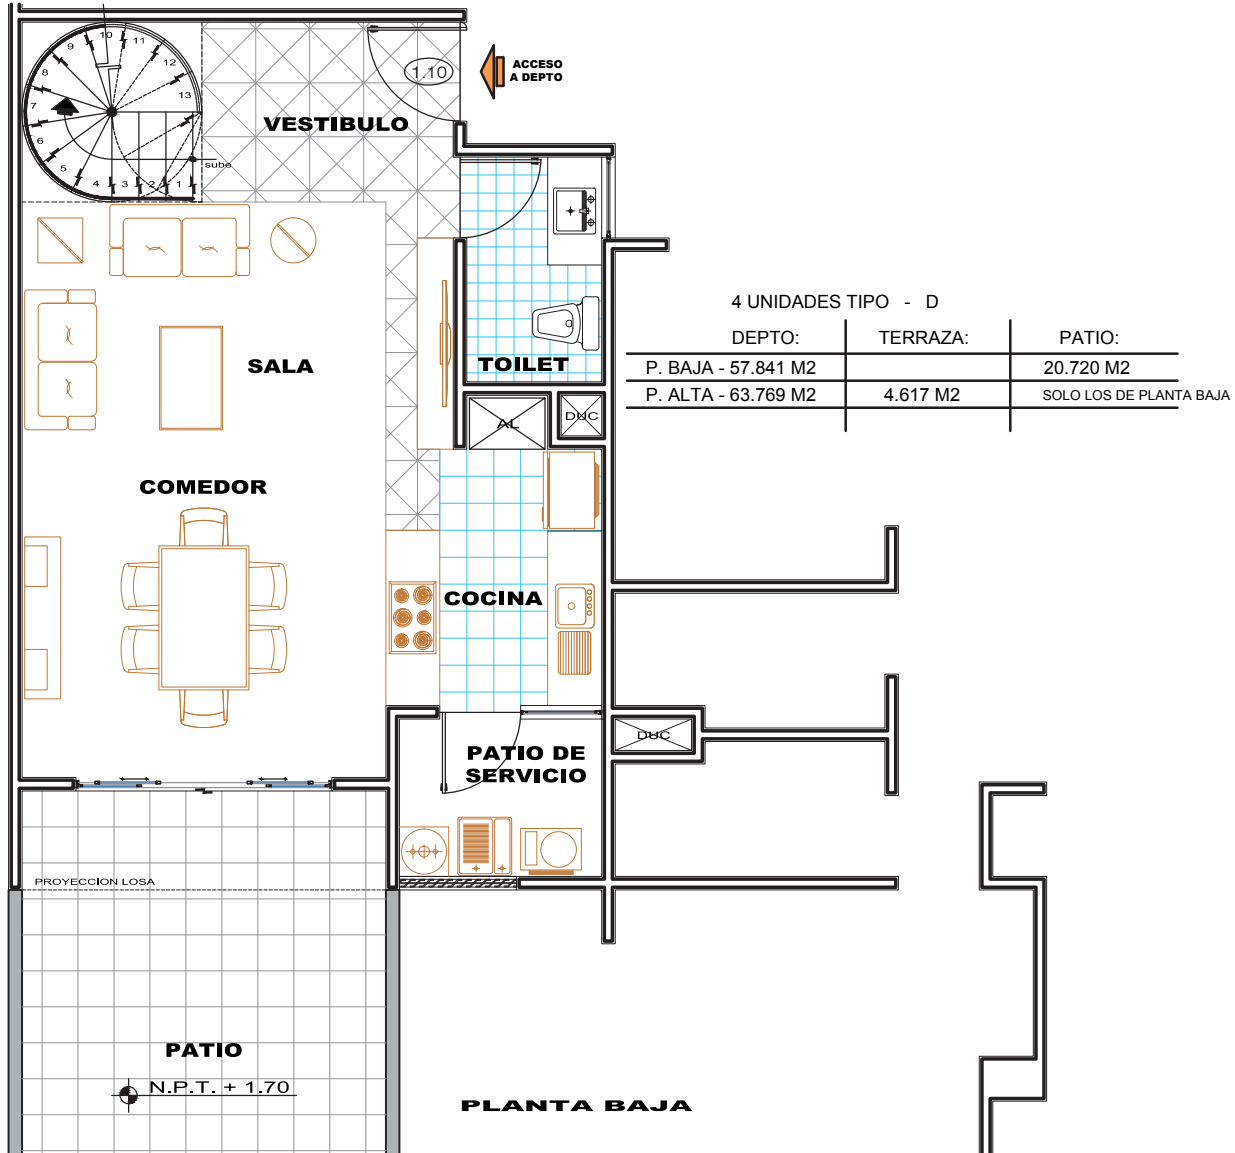 10
9
11
8
12
7
13
6
5
4
3
2
1
sube
1.10
ACCESO
A DEPTO
VESTIBULO
SALA
TOILET
4 UNIDADES TIPO - D
DEPTO: TERRAZA: PATIO:
P. BAJA - 57.841 M2 20.720 M2
P. ALTA - 63.769 M2 4.617 M2 SOLO LOS DE PLANTA BAJA
AL
DUC
COMEDOR
COCINA
DUC
PATIO DE
SERVICIO
PROYECCION LOSA
PATIO
N.P.T. + 1.70
PLANTA BAJA